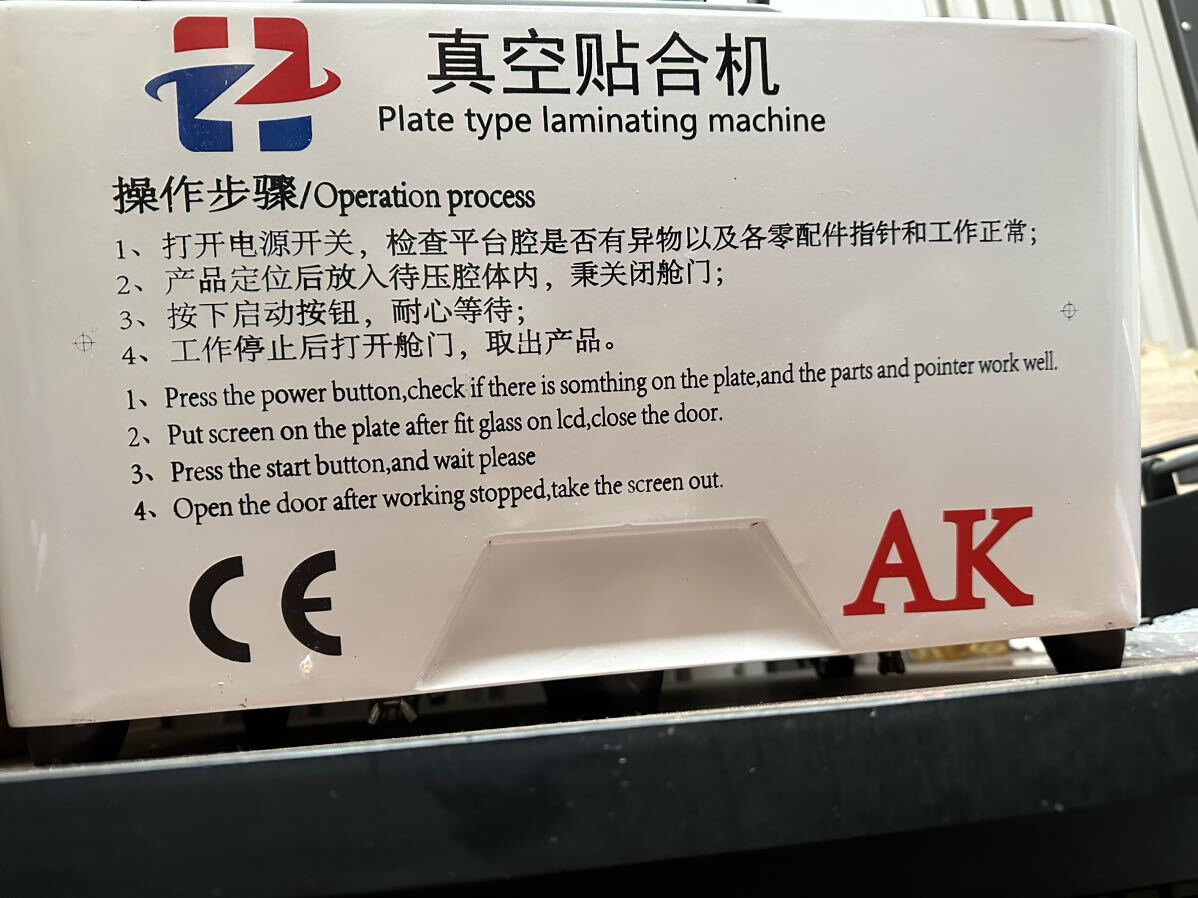 真空贴合机
Plate type laminating machine
操作步骤/Operation process
1、打开电源开关，检查平台腔是否有异物以及各零配件指针和工作正常；
2、产品定位后放入待压腔体内，秉关闭舱门；
3、按下启动按钮，耐心等待；
4、工作停止后打开舱门，取出产品。
1、Press the power button,check if there is somthing on the plate,and the parts and pointer work well.
2、Put screen on the plate after fit glass on lcd,close the door.
3、Press the start button,and wait please
4、Open the door after working stopped,take the screen out.
CE
AK